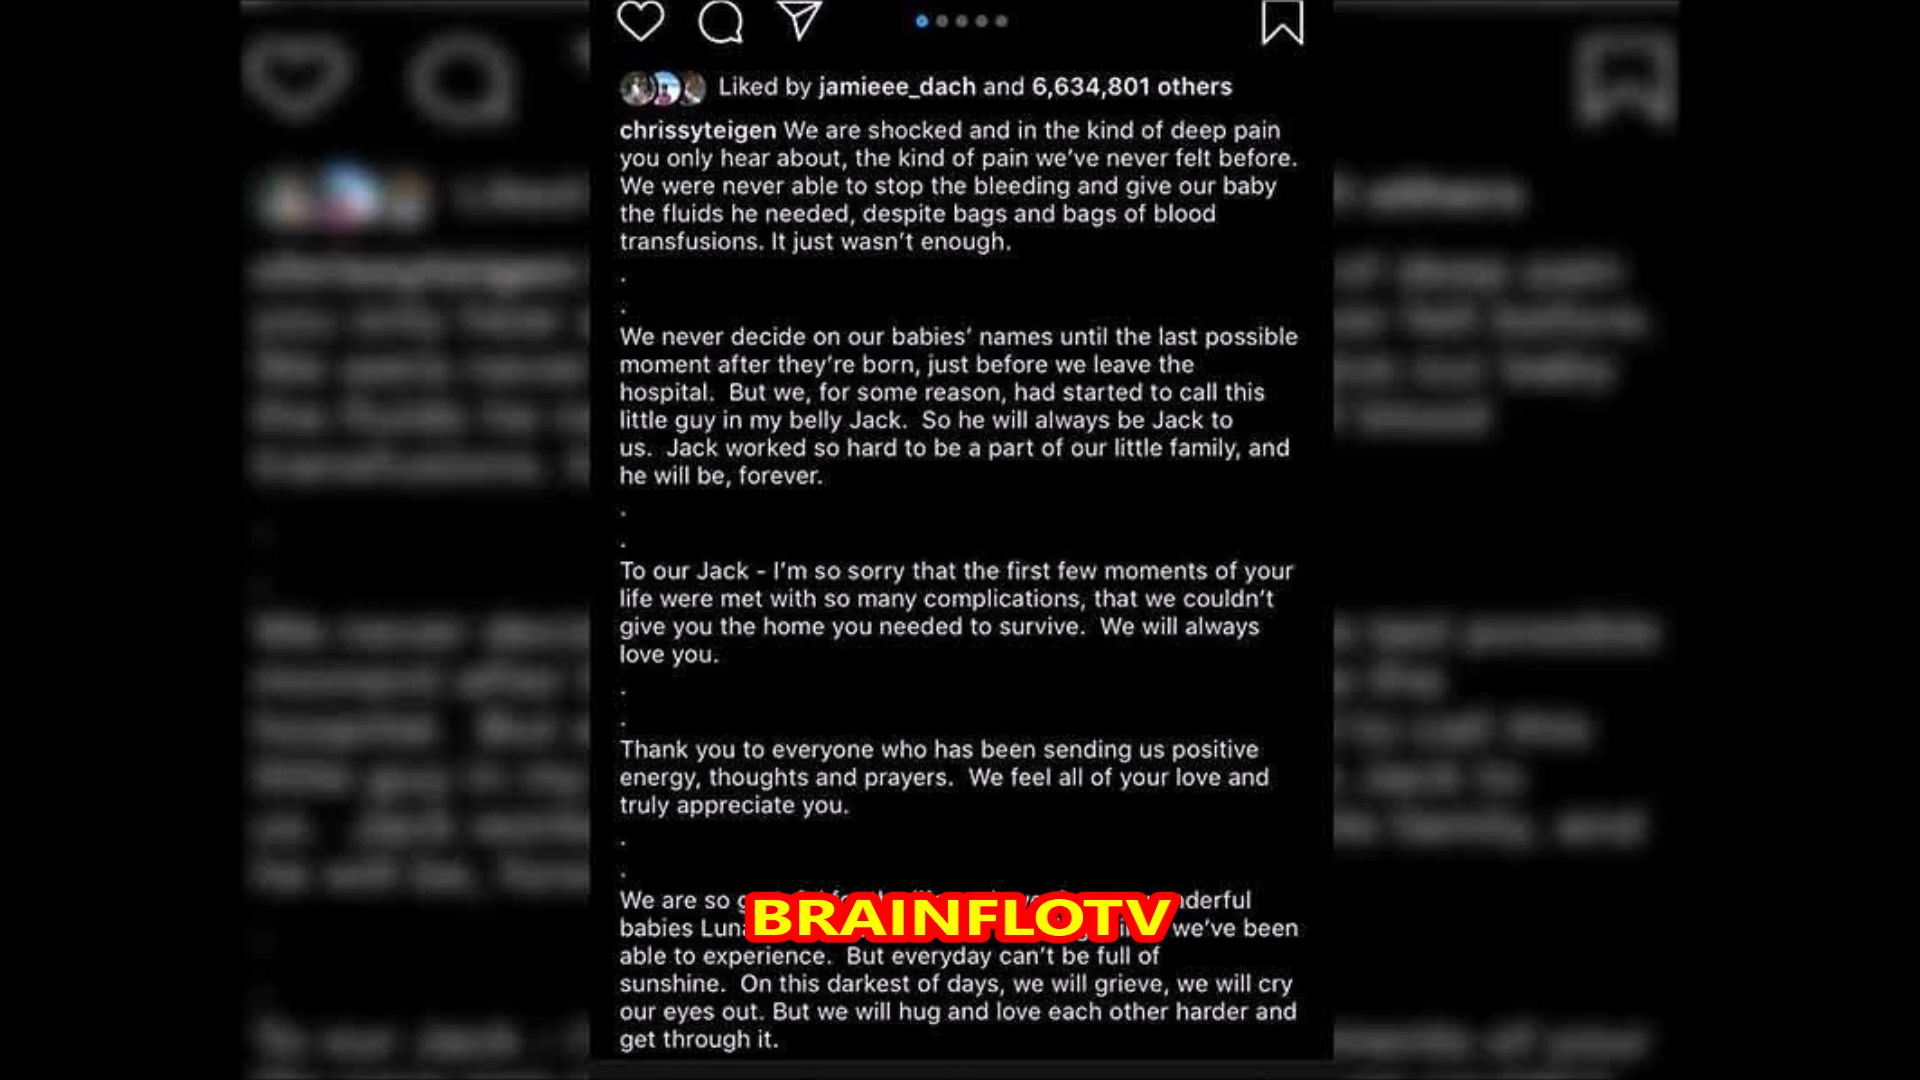 Liked by jamieee_dach and 6,634,801 others
chrissyteigen We are shocked and in the kind of deep pain
you only hear about, the kind of pain we’ve never felt before.
We were never able to stop the bleeding and give our baby
the fluids he needed, despite bags and bags of blood
transfusions. It just wasn’t enough.
.
.
We never decide on our babies’ names until the last possible
moment after they’re born, just before we leave the
hospital.  But we, for some reason, had started to call this
little guy in my belly Jack.  So he will always be Jack to
us.  Jack worked so hard to be a part of our little family, and
he will be, forever.
.
.
To our Jack - I’m so sorry that the first few moments of your
life were met with so many complications, that we couldn’t
give you the home you needed to survive.  We will always
love you.
.
.
Thank you to everyone who has been sending us positive
energy, thoughts and prayers.  We feel all of your love and
truly appreciate you.
.
.
We are so
BRAINFLOTV
babies we’ve been
able to experience.  But everyday can’t be full of
sunshine.  On this darkest of days, we will grieve, we will cry
our eyes out. But we will hug and love each other harder and
get through it.